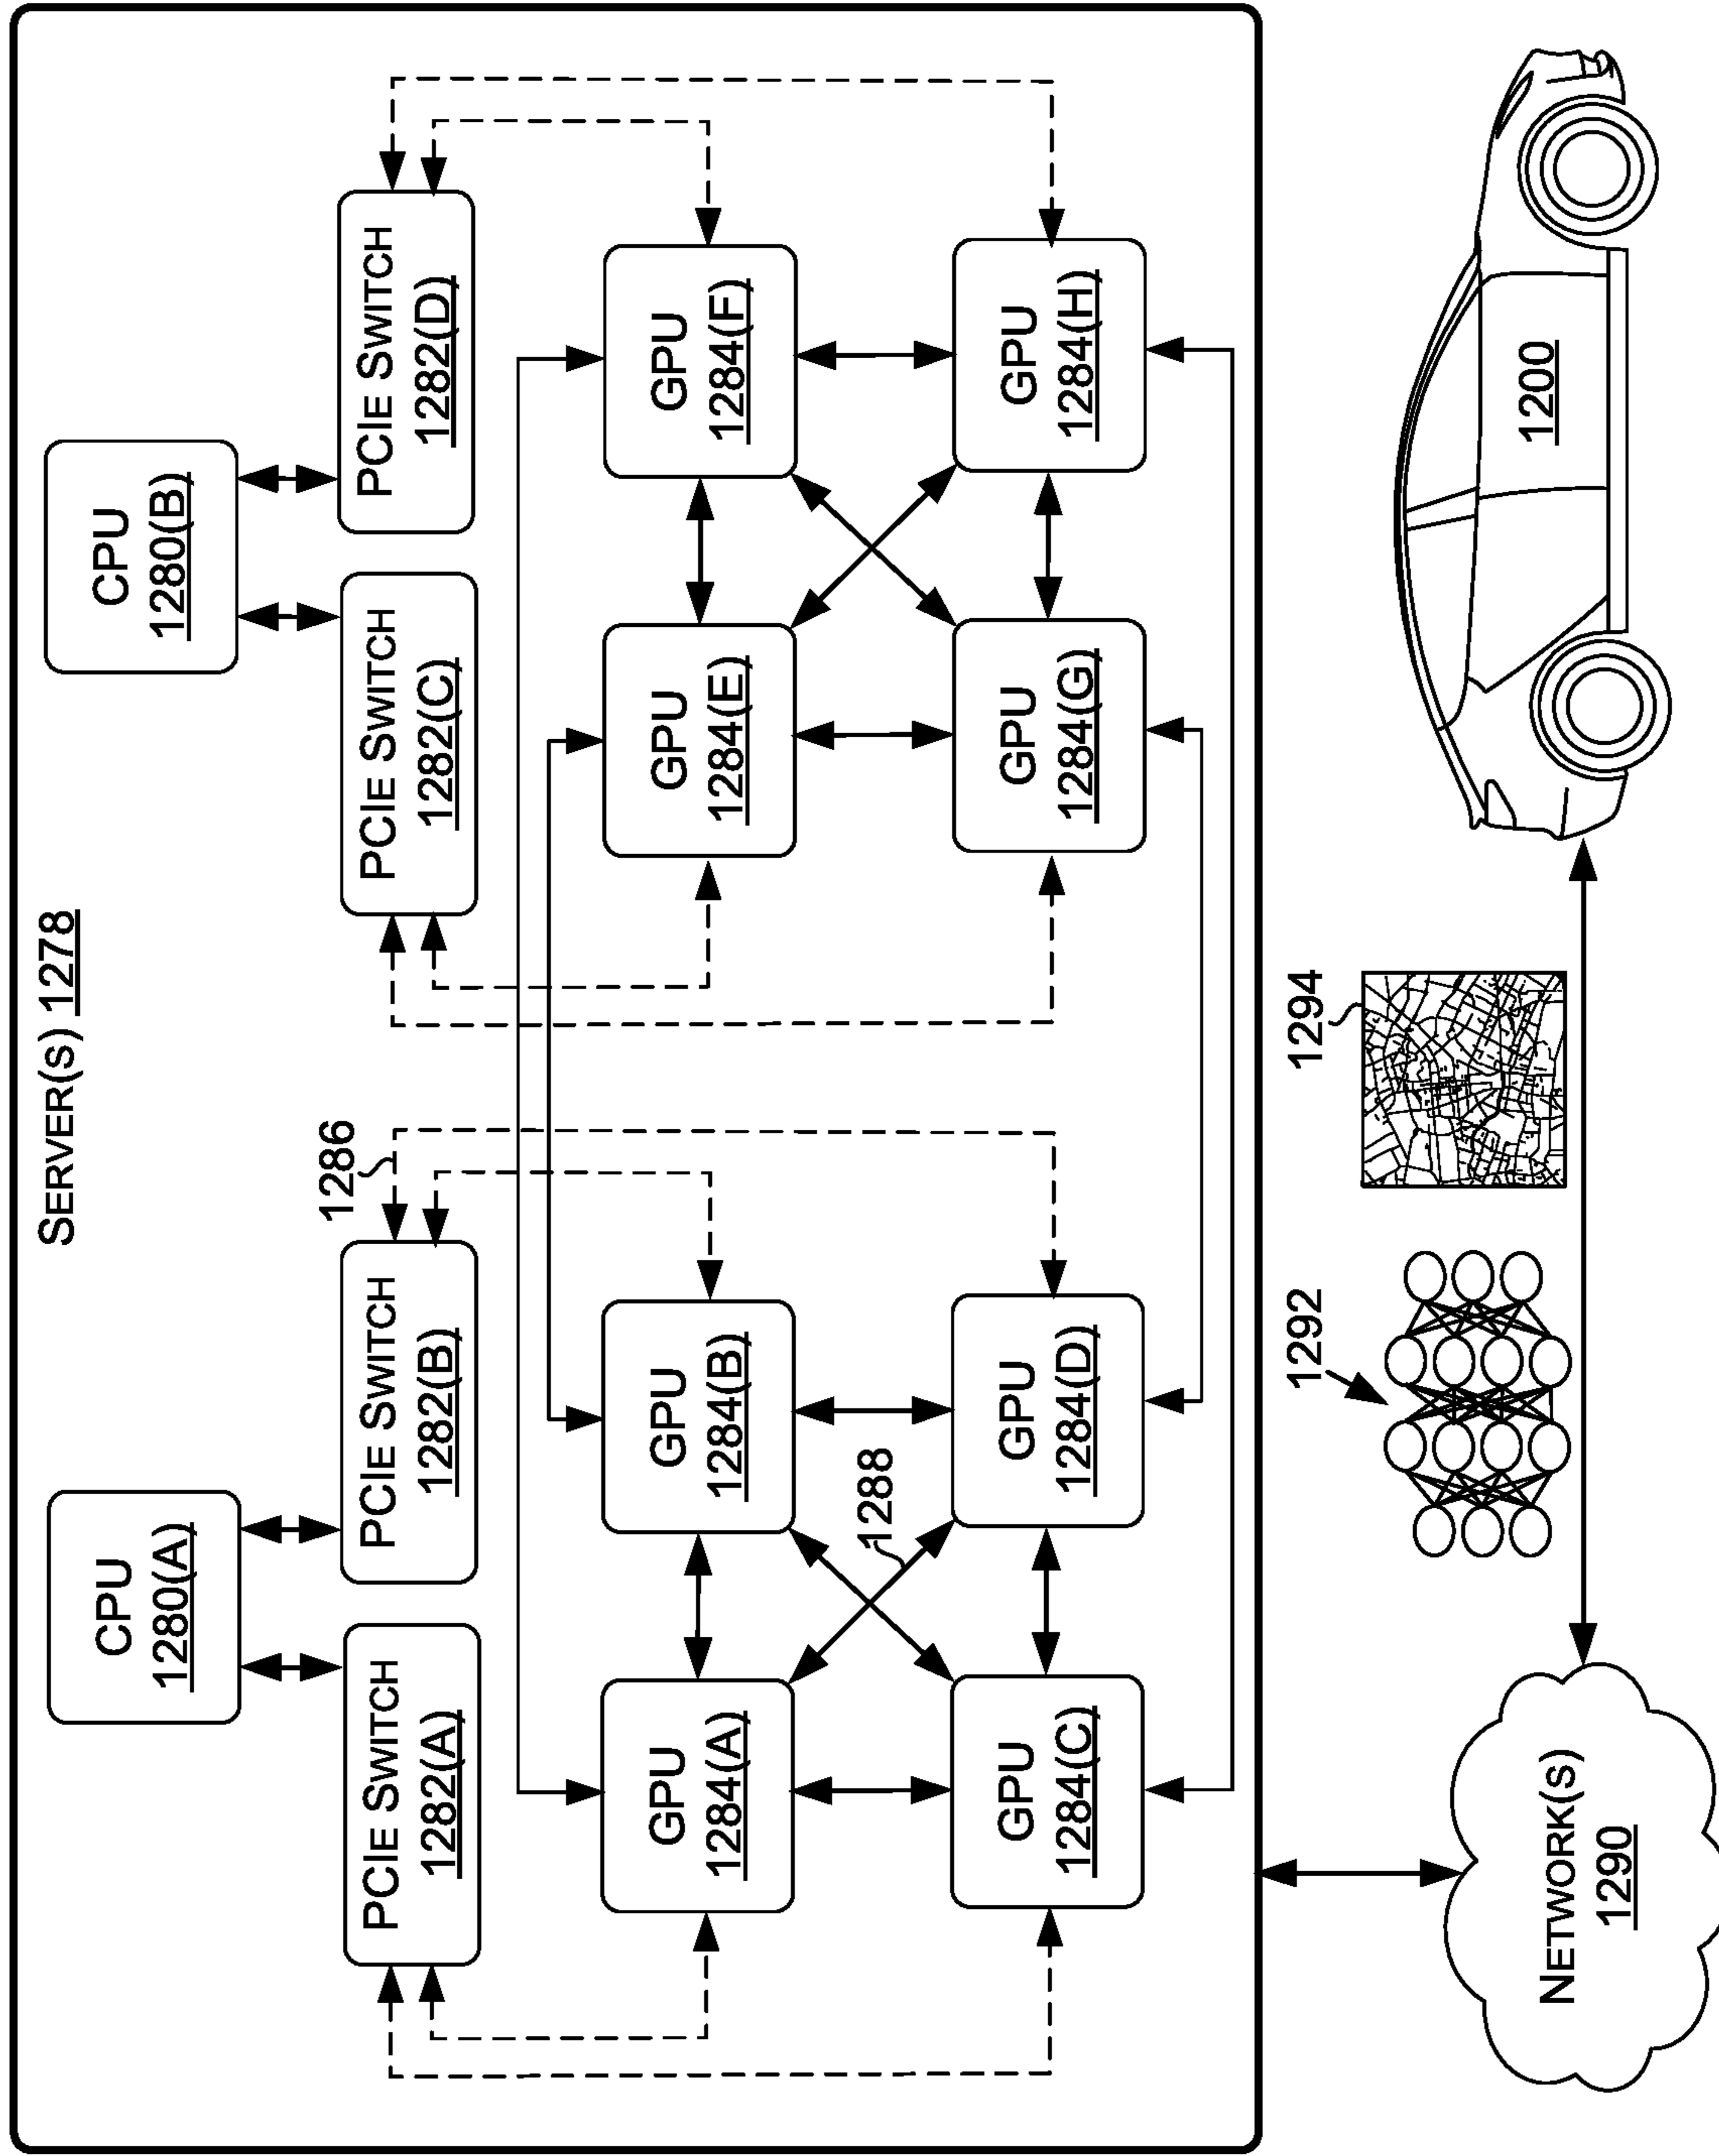 SERVER(S) 1278
CPU
1280(A)
CPU
1280(B)
PCIE SWITCH
1282(A)
PCIE SWITCH
1282(B)
1286
PCIE SWITCH
1282(C)
PCIE SWITCH
1282(D)
GPU
1284(A)
GPU
1284(B)
GPU
1284(E)
GPU
1284(F)
1288
GPU
1284(C)
GPU
1284(D)
GPU
1284(G)
GPU
1284(H)
NETWORK(S)
1290
1292
1294
1200